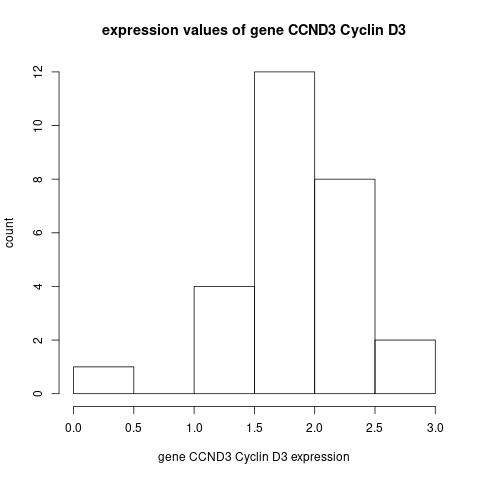 expression values of gene CCND3 Cyclin D3
12
10
8
6
4
2
0
count
0.0 0.5 1.0 1.5 2.0 2.5 3.0
gene CCND3 Cyclin D3 expression